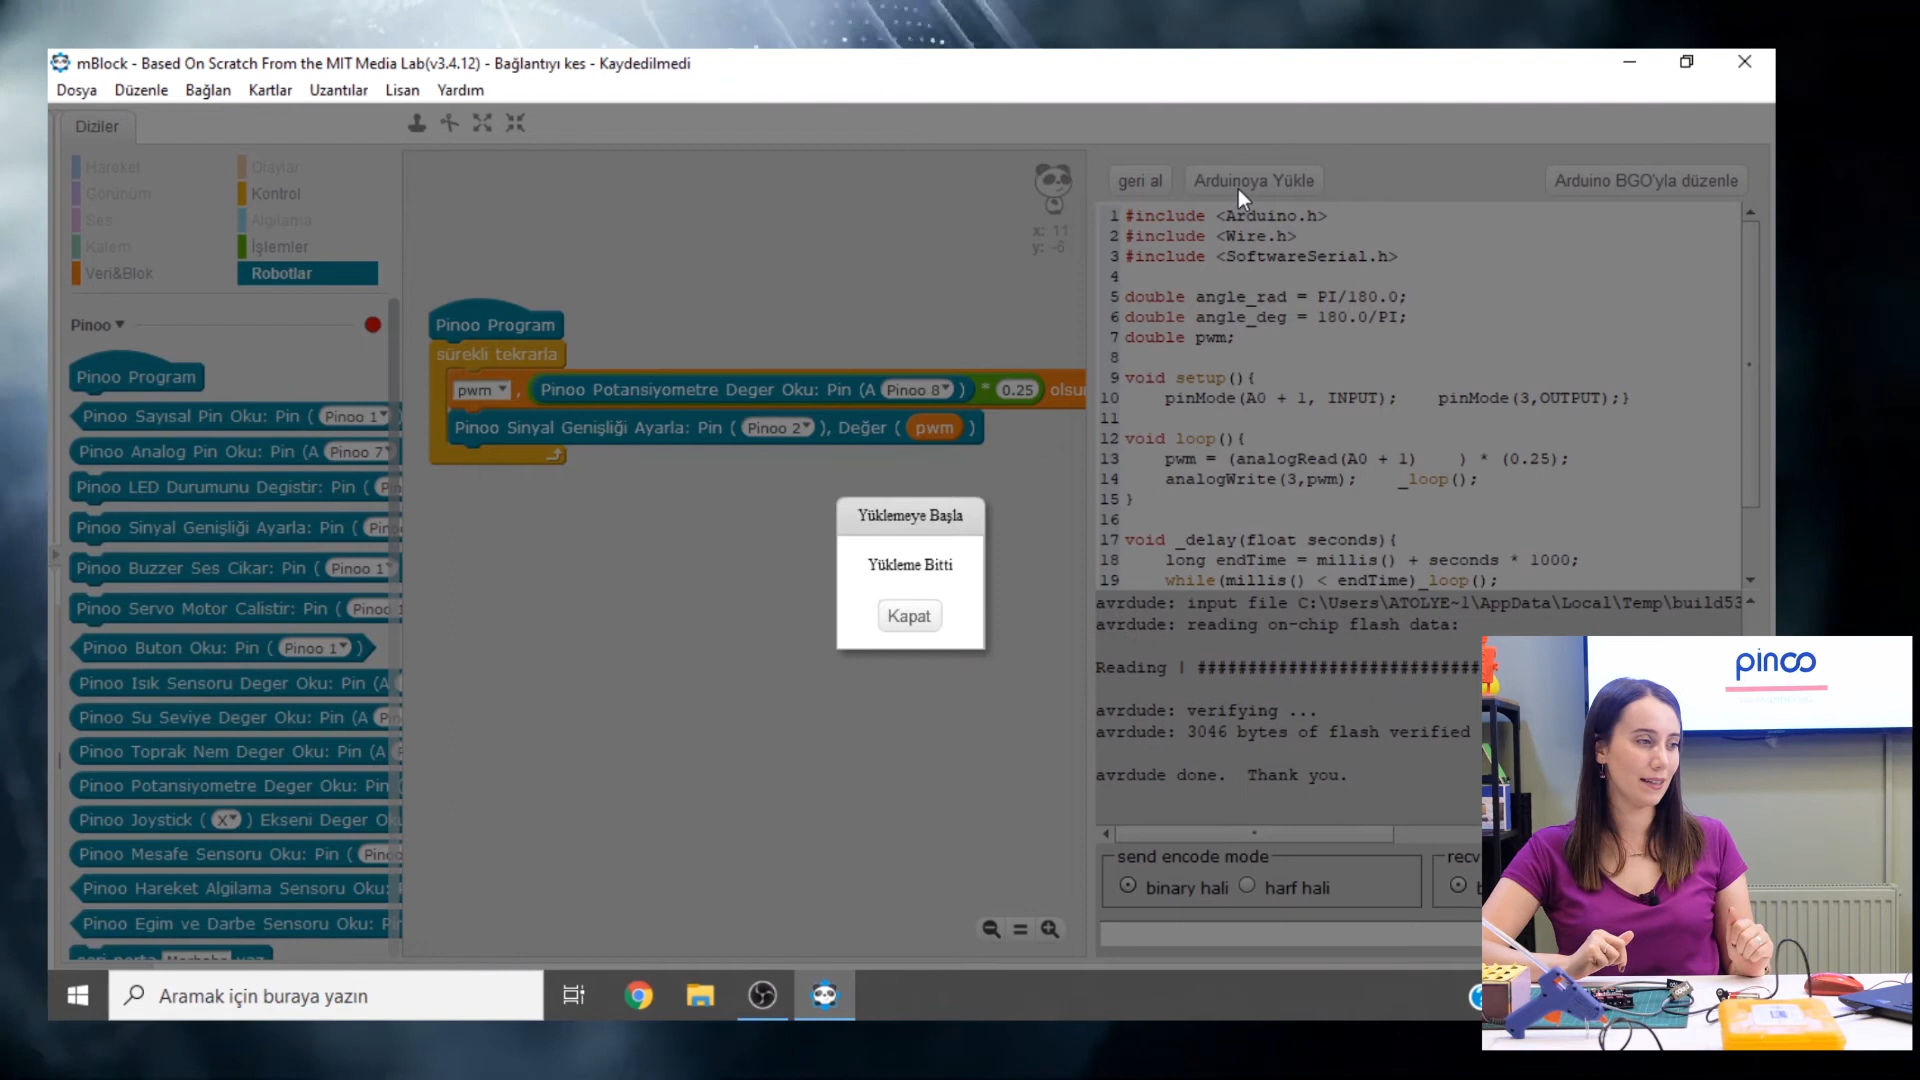 mBlock - Based On Scratch From the MIT Media Lab(v3.4.12) - Bağlantıyı kes - Kaydedilmedi
Dosya Düzenle Bağlan Kartlar Uzantılar Lisan Yardım
Diziler
Hareket Olaylar
Görünüm Kontrol
Ses Algılama
Kalem İşlemler
Veri&Blok Robotlar
Pinoo
Pinoo Program
Pinoo Sayısal Pin Oku: Pin ( Pinoo 1
Pinoo Analog Pin Oku: Pin (A Pinoo 7
Pinoo LED Durumunu Degistir: Pin (
Pinoo Sinyal Genişliği Ayarla: Pin (
Pinoo Buzzer Ses Cikar: Pin ( Pinoo 1
Pinoo Servo Motor Calistir: Pin ( Pinoo
Pinoo Buton Oku: Pin ( Pinoo 1 )
Pinoo Isık Sensoru Deger Oku: Pin (A
Pinoo Su Seviye Deger Oku: Pin (A
Pinoo Toprak Nem Deger Oku: Pin (A
Pinoo Potansiyometre Deger Oku: Pin
Pinoo Joystick ( X ) Ekseni Deger
Pinoo Mesafe Sensoru Oku: Pin (
Pinoo Hareket Algilama Sensoru Oku:
Pinoo Egim ve Darbe Sensoru Oku:
x: 11
y: -6
Pinoo Program
sürekli tekrarla
pwm , Pinoo Potansiyometre Deger Oku: Pin (A Pinoo 8 ) * 0.25 olsu
Pinoo Sinyal Genişliği Ayarla: Pin ( Pinoo 2 ), Değer ( pwm )
Yüklemeye Başla
Yükleme Bitti
Kapat
geri al Arduinoya Yükle Arduino BGO'yla düzenle
1 #include <Arduino.h>
2 #include <Wire.h>
3 #include <SoftwareSerial.h>
4
5 double angle_rad = PI/180.0;
6 double angle_deg = 180.0/PI;
7 double pwm;
8
9 void setup(){
10 pinMode(A0 + 1, INPUT); pinMode(3,OUTPUT);}
11
12 void loop(){
13 pwm = (analogRead(A0 + 1) ) * (0.25);
14 analogWrite(3,pwm); _loop();
15 }
16
17 void _delay(float seconds){
18 long endTime = millis() + seconds * 1000;
19 while(millis() < endTime)_loop();
avrdude: input file C:\Users\ATOLYE~1\AppData\Local\Temp\build53
avrdude: reading on-chip flash data:
Reading | ############################
avrdude: verifying ...
avrdude: 3046 bytes of flash verified
avrdude done. Thank you.
send encode mode
binary hali harf hali
recv
pinoo
Aramak için buraya yazın